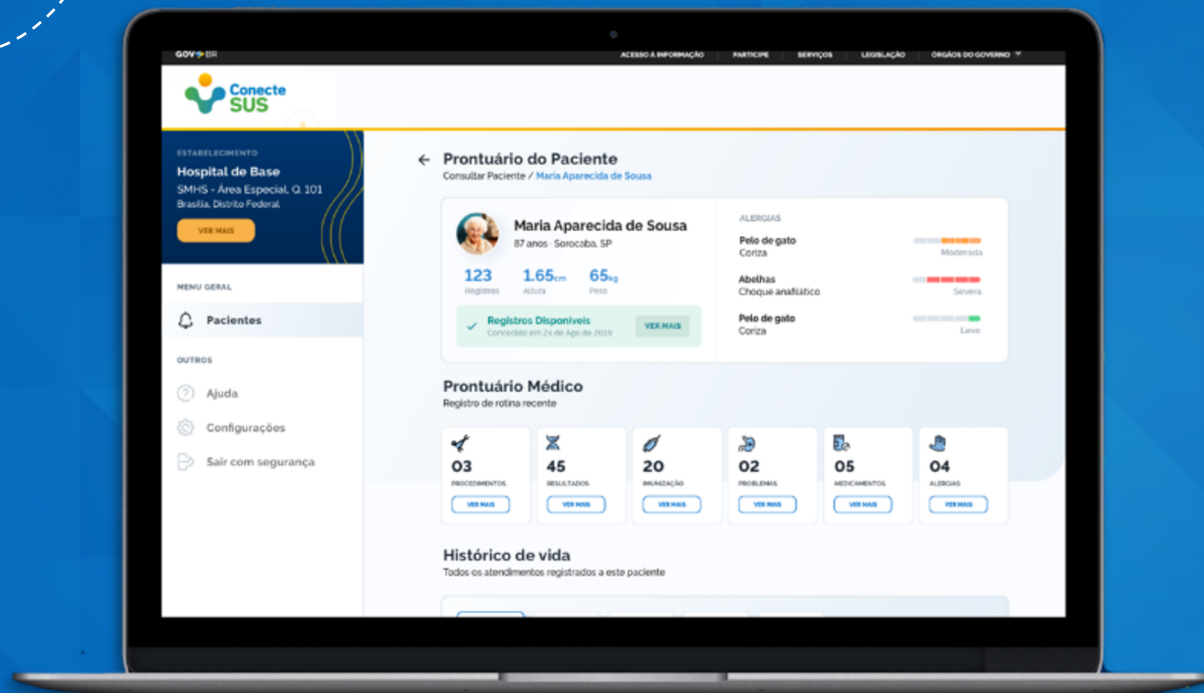 GOV BR
ACESSO À INFORMAÇÃO PARTICIPE SERVIÇOS LEGISLAÇÃO ÓRGÃOS DO GOVERNO
Conecte
SUS
ESTABELECIMENTO
Hospital de Base
SMHS - Área Especial, Q. 101
Brasília, Distrito Federal
VER MAIS
MENU GERAL
Pacientes
OUTROS
Ajuda
Configurações
Sair com segurança
Prontuário do Paciente
Consultar Paciente / Maria Aparecida de Sousa
Maria Aparecida de Sousa
87 anos · Sorocaba, SP
123 1.65cm 65kg
Registros Altura Peso
Registros Disponíveis
Concedido em 24 de Ago de 2019
VER MAIS
ALERGIAS
Pelo de gato
Coriza
Moderada
Abelhas
Choque anafilático
Severa
Pelo de gato
Coriza
Leve
Prontuário Médico
Registro de rotina recente
03 45 20 02 05 04
PROCEDIMENTOS RESULTADOS IMUNIZAÇÃO PROBLEMAS MEDICAMENTOS ALERGIAS
VER MAIS VER MAIS VER MAIS VER MAIS VER MAIS VER MAIS
Histórico de vida
Todos os atendimentos registrados a este paciente